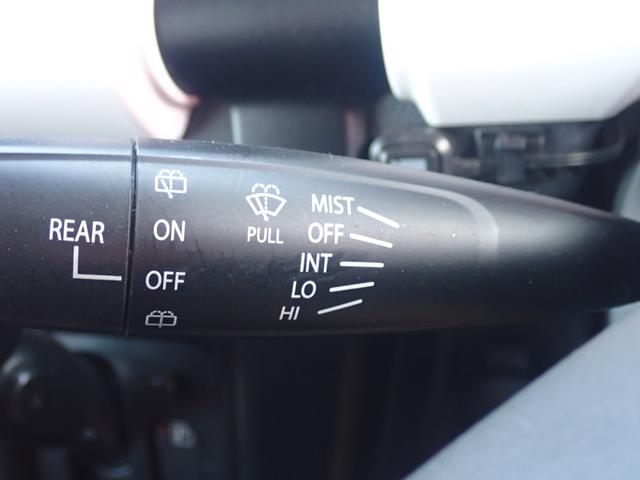 REAR
ON
OFF
PULL
MIST
OFF
INT
LO
HI